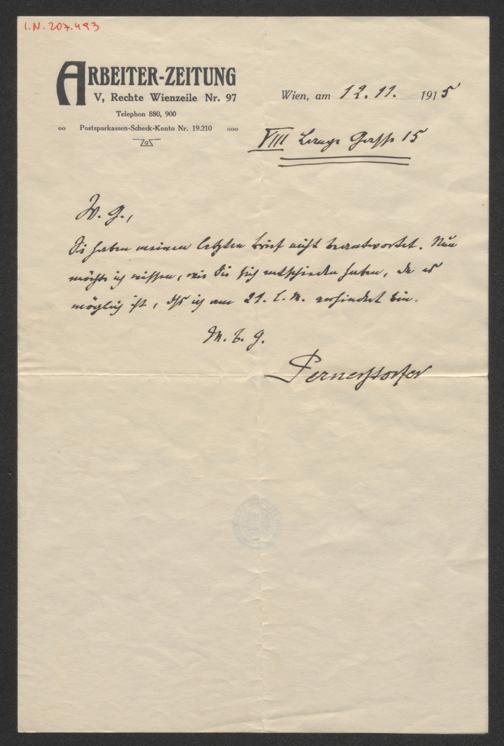 I.N. 207.493
ARBEITER-ZEITUNG
V, Rechte Wienzeile Nr. 97
Telephon 880, 900
Postsparkassen-Scheck-Konto Nr. 19.210
Wien, am 12. 11. 1915
VIII Lange Gasse 15
W. G.,
Sie haben meinen letzten Brief nicht beantwortet. Nun
möchte ich wissen, wie Sie sich entschieden haben, da es
möglich ist, daß ich am 21. l. M. verhindert bin.
M. b. G.
Pernerstorfer